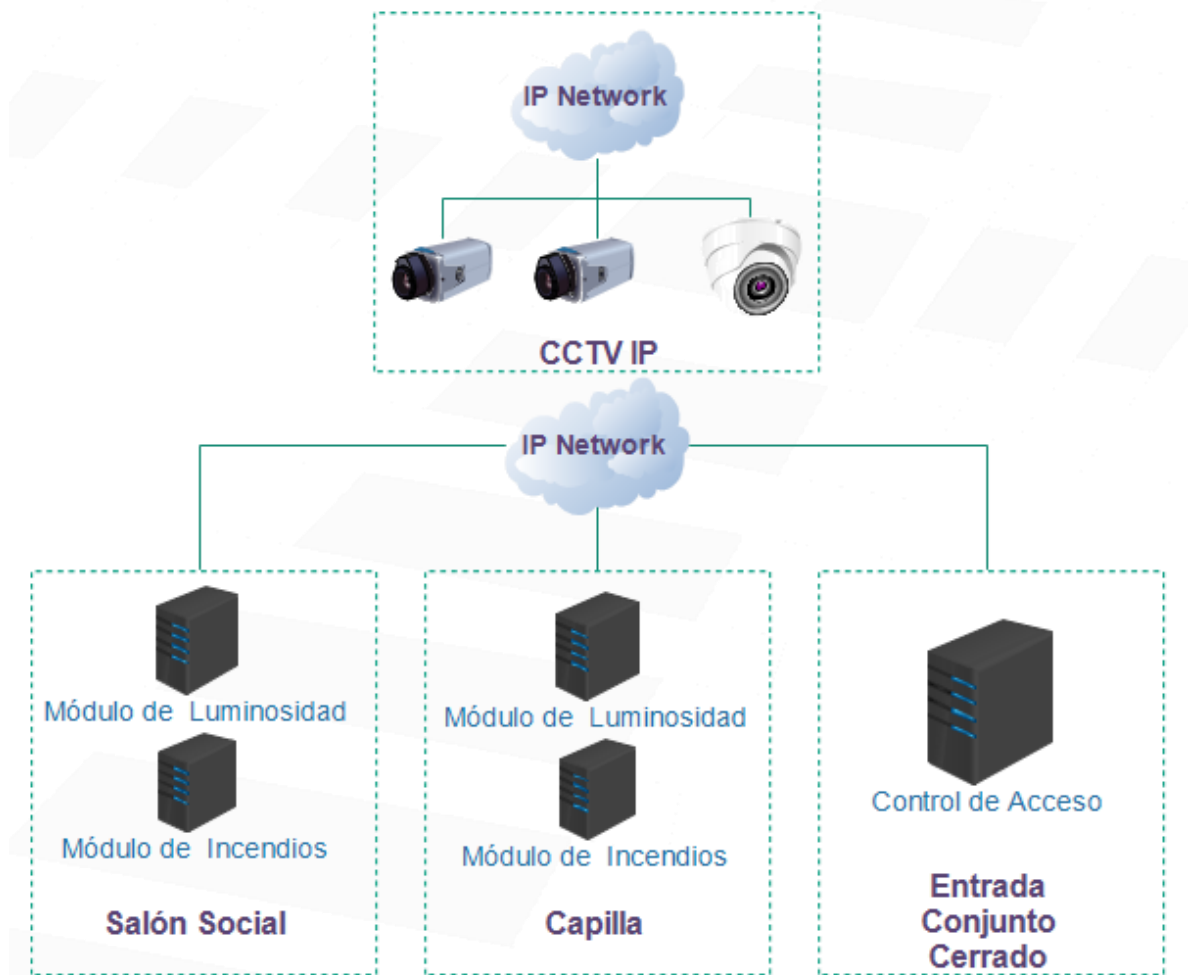 IP Network
CCTV IP
IP Network
Módulo de Luminosidad
Módulo de Incendios
Salón Social
Módulo de Luminosidad
Módulo de Incendios
Capilla
Control de Acceso
Entrada
Conjunto
Cerrado